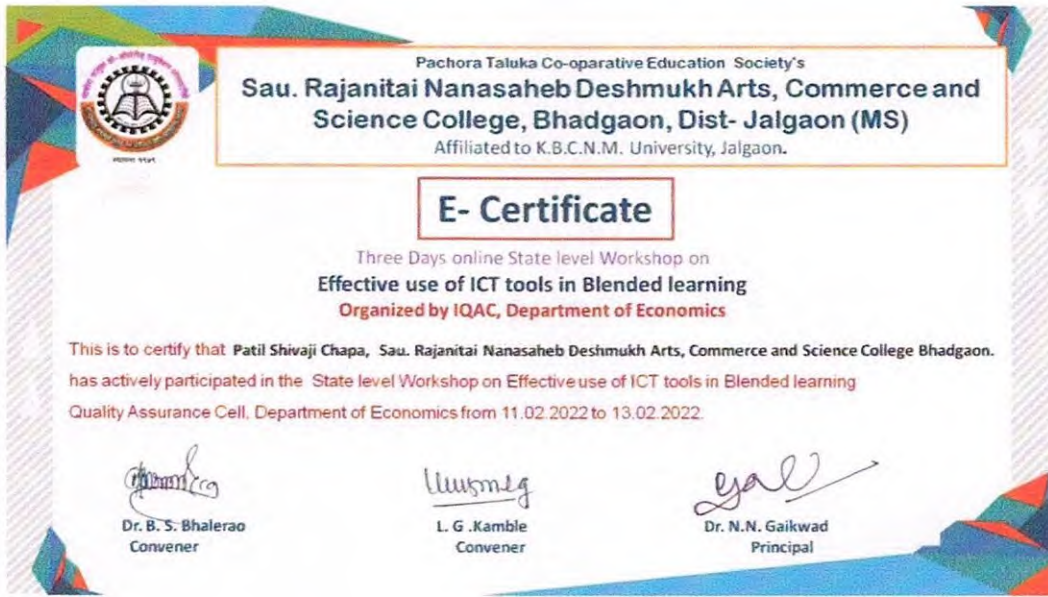 Pachora Taluka Co-oparative Education Society's
Sau. Rajanitai Nanasaheb Deshmukh Arts, Commerce and
Science College, Bhadgaon, Dist- Jalgaon (MS)
Affiliated to K.B.C.N.M. University, Jalgaon.
E- Certificate
Three Days online State level Workshop on
Effective use of ICT tools in Blended learning
Organized by IQAC, Department of Economics
This is to certify that Patil Shivaji Chapa, Sau. Rajanitai Nanasaheb Deshmukh Arts, Commerce and Science College Bhadgaon.
has actively participated in the State level Workshop on Effective use of ICT tools in Blended learning
Quality Assurance Cell, Department of Economics from 11.02.2022 to 13.02.2022.
Dr. B. S. Bhalerao
Convener
L. G .Kamble
Convener
Dr. N.N. Gaikwad
Principal